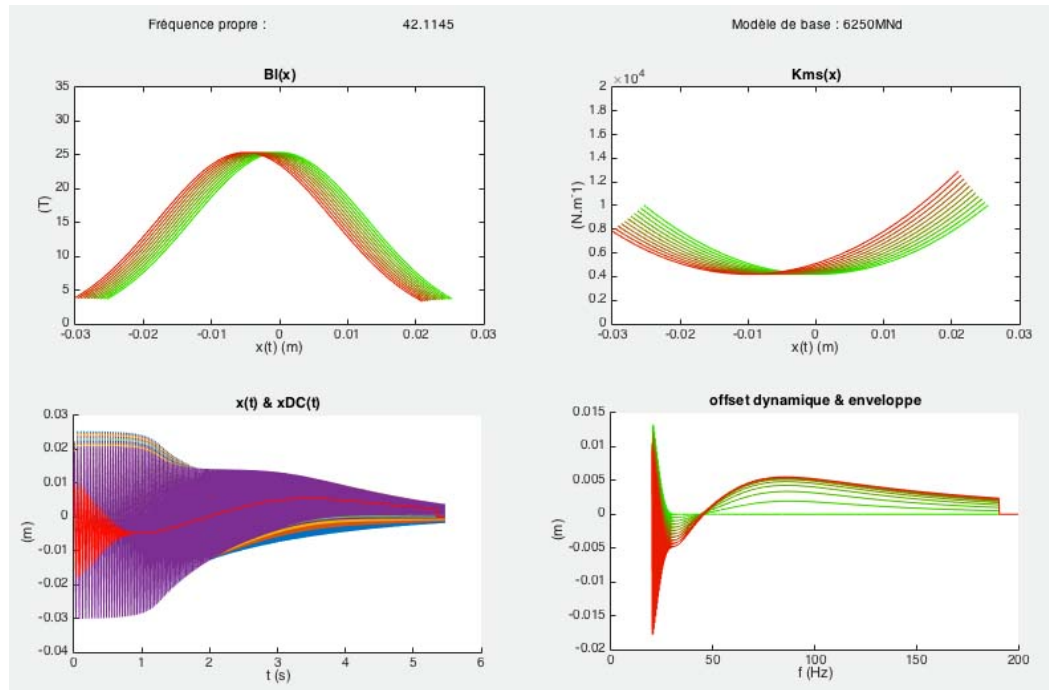 Fréquence propre : 42.1145 Modèle de base : 6250MNd
Bl(x)
35
30
25
20
15
10
5
0
(T)
-0.03 -0.02 -0.01 0 0.01 0.02 0.03
x(t) (m)
Kms(x)
×10^4
2
1.8
1.6
1.4
1.2
1
0.8
0.6
0.4
0.2
0
(N.m^-1)
-0.03 -0.02 -0.01 0 0.01 0.02 0.03
x(t) (m)
x(t) & xDC(t)
0.03
0.02
0.01
0
-0.01
-0.02
-0.03
-0.04
(m)
0 1 2 3 4 5 6
t (s)
offset dynamique & enveloppe
0.015
0.01
0.005
0
-0.005
-0.01
-0.015
-0.02
(m)
0 50 100 150 200
f (Hz)